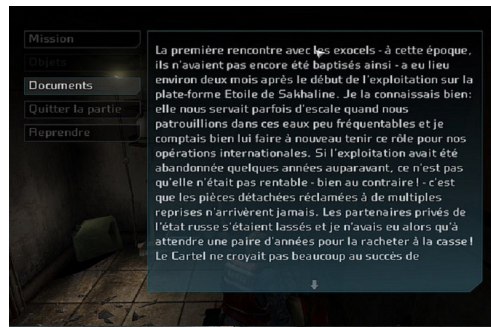 Mission
Objets
Documents
Quitter la partie
Reprendre
La première rencontre avec les exocels - à cette époque,
ils n'avaient pas encore été baptisés ainsi - a eu lieu
environ deux mois après le début de l'exploitation sur la
plate-forme Etoile de Sakhaline. Je la connaissais bien:
elle nous servait parfois d'escale quand nous
patrouillions dans ces eaux peu fréquentables et je
comptais bien lui faire à nouveau tenir ce rôle pour nos
opérations internationales. Si l'exploitation avait été
abandonnée quelques années auparavant, ce n'est pas
qu'elle n'était pas rentable - bien au contraire! - c'est
que les pièces détachées réclamées à de multiples
reprises n'arrivèrent jamais. Les partenaires privés de
l'état russe s'étaient lassés et je n'avais eu alors qu'à
attendre une paire d'années pour la racheter à la casse!
Le Cartel ne croyait pas beaucoup au succès de